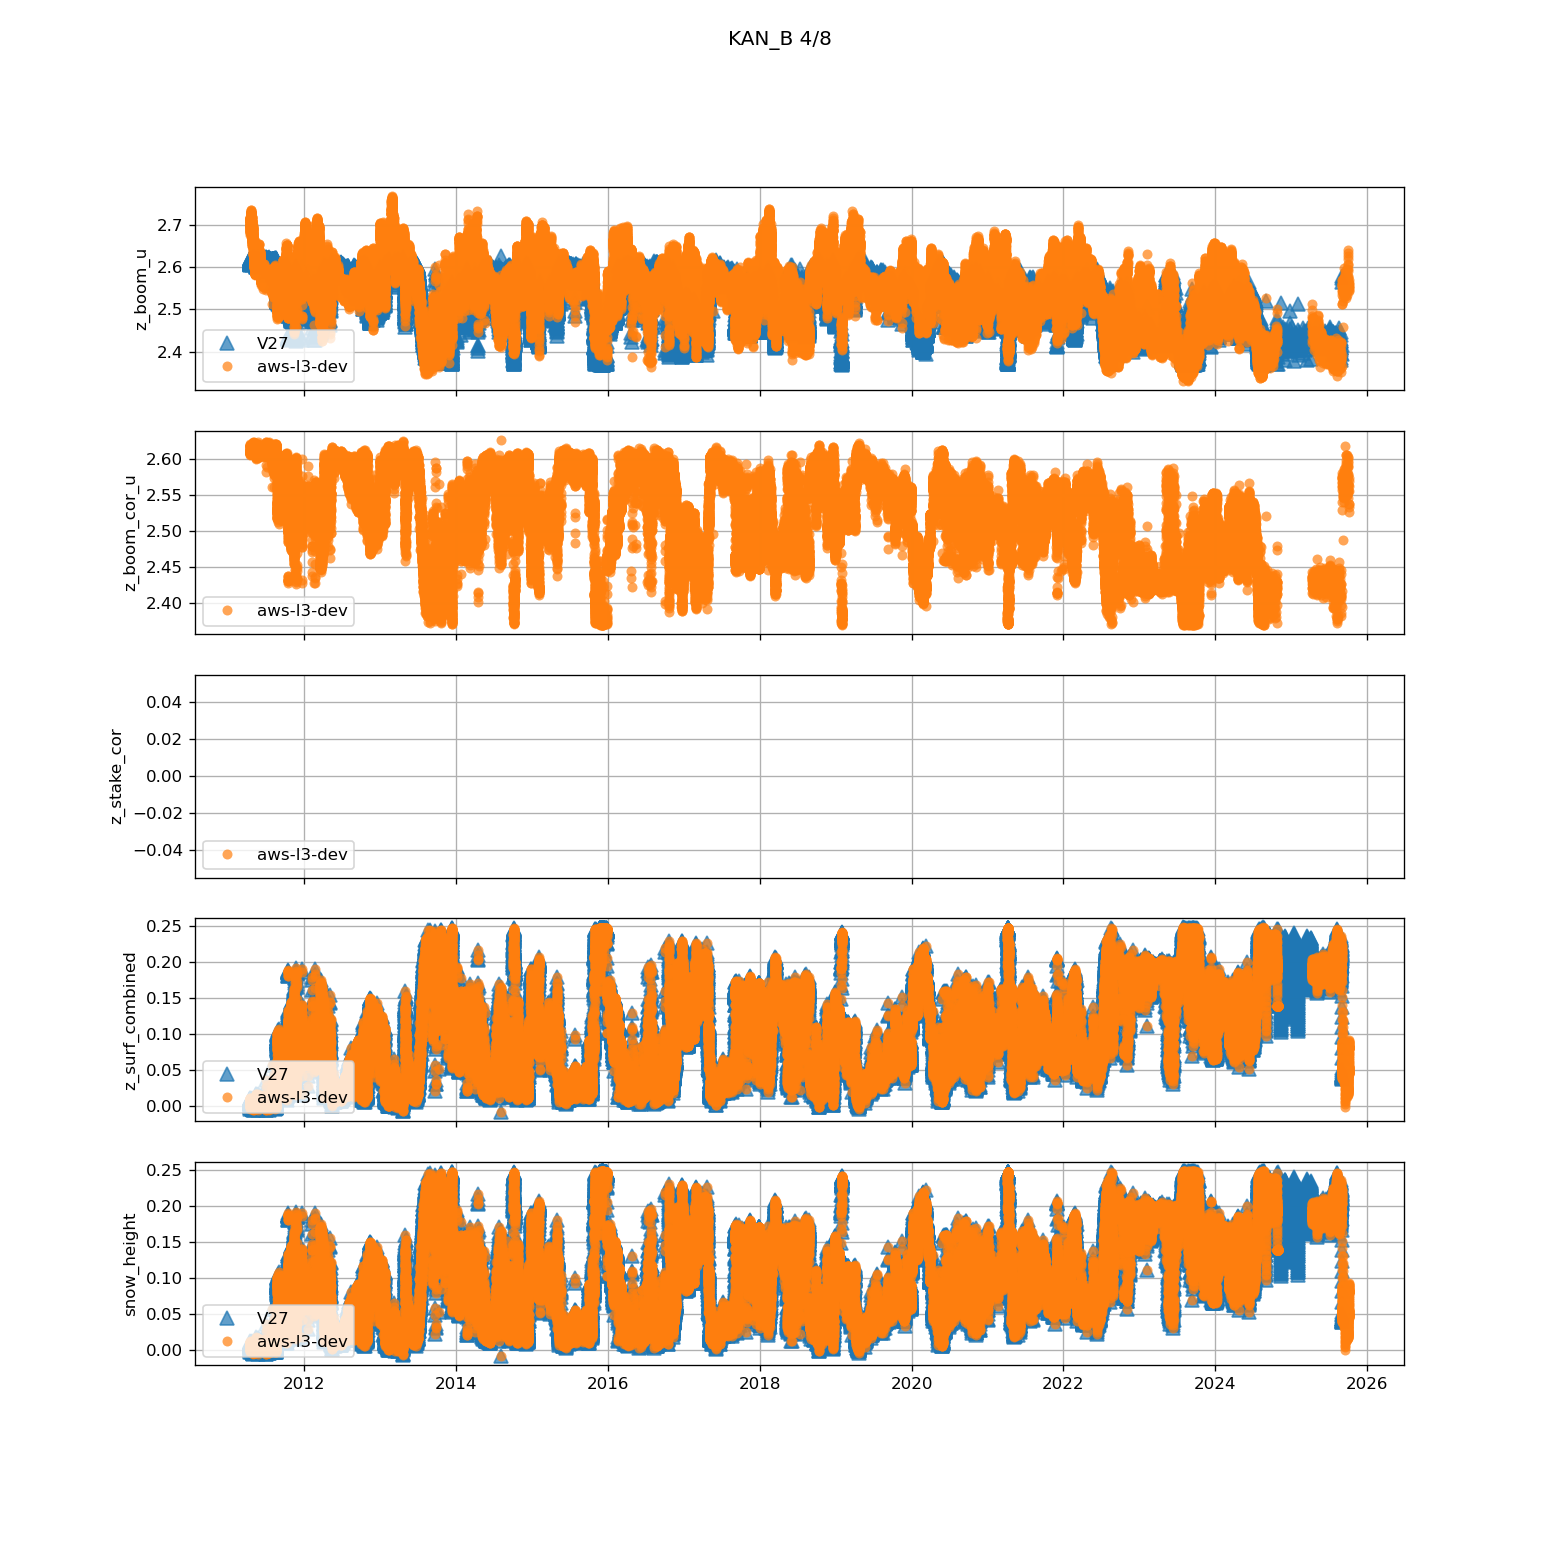 KAN_B 4/8
z_boom_u
2.7
2.6
2.5
2.4
V27
aws-l3-dev
z_boom_cor_u
2.60
2.55
2.50
2.45
2.40
aws-l3-dev
z_stake_cor
0.04
0.02
0.00
−0.02
−0.04
aws-l3-dev
z_surf_combined
0.25
0.20
0.15
0.10
0.05
0.00
V27
aws-l3-dev
snow_height
0.25
0.20
0.15
0.10
0.05
0.00
V27
aws-l3-dev
2012 2014 2016 2018 2020 2022 2024 2026